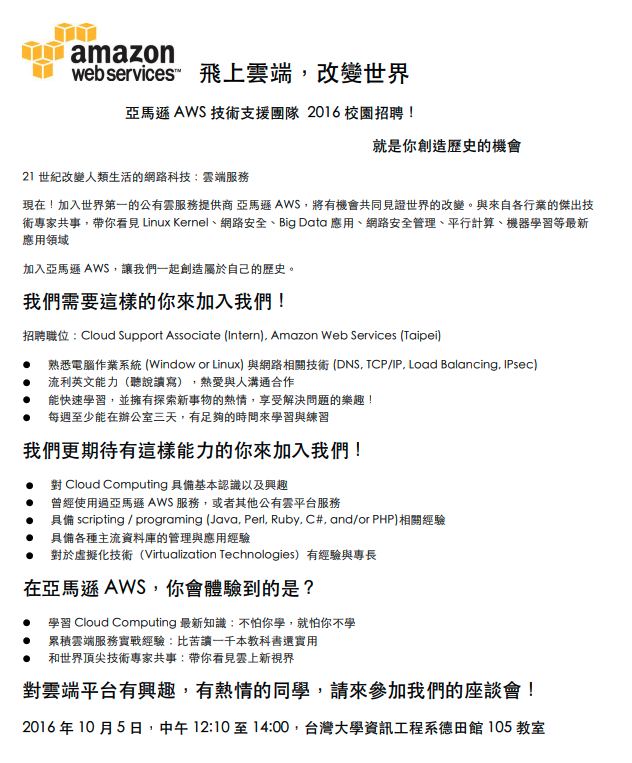 amazon
web services™
飛上雲端，改變世界
亞馬遜 AWS 技術支援團隊 2016 校園招聘！
就是你創造歷史的機會
21 世紀改變人類生活的網路科技：雲端服務
現在！加入世界第一的公有雲服務提供商 亞馬遜 AWS，將有機會共同見證世界的改變。與來自各行業的傑出技
術專家共事，帶你看見 Linux Kernel、網路安全、Big Data 應用、網路安全管理、平行計算、機器學習等最新
應用領域
加入亞馬遜 AWS，讓我們一起創造屬於自己的歷史。
我們需要這樣的你來加入我們！
招聘職位：Cloud Support Associate (Intern), Amazon Web Services (Taipei)
● 熟悉電腦作業系統 (Window or Linux) 與網路相關技術 (DNS, TCP/IP, Load Balancing, IPsec)
● 流利英文能力（聽說讀寫），熱愛與人溝通合作
● 能快速學習，並擁有探索新事物的熱情，享受解決問題的樂趣！
● 每週至少能在辦公室三天，有足夠的時間來學習與練習
我們更期待有這樣能力的你來加入我們！
● 對 Cloud Computing 具備基本認識以及興趣
● 曾經使用過亞馬遜 AWS 服務，或者其他公有雲平台服務
● 具備 scripting / programing (Java, Perl, Ruby, C#, and/or PHP)相關經驗
● 具備各種主流資料庫的管理與應用經驗
● 對於虛擬化技術（Virtualization Technologies）有經驗與專長
在亞馬遜 AWS，你會體驗到的是？
● 學習 Cloud Computing 最新知識：不怕你學，就怕你不學
● 累積雲端服務實戰經驗：比苦讀一千本教科書還實用
● 和世界頂尖技術專家共事：帶你看見雲上新視界
對雲端平台有興趣，有熱情的同學，請來參加我們的座談會！
2016 年 10 月 5 日，中午 12:10 至 14:00，台灣大學資訊工程系德田館 105 教室